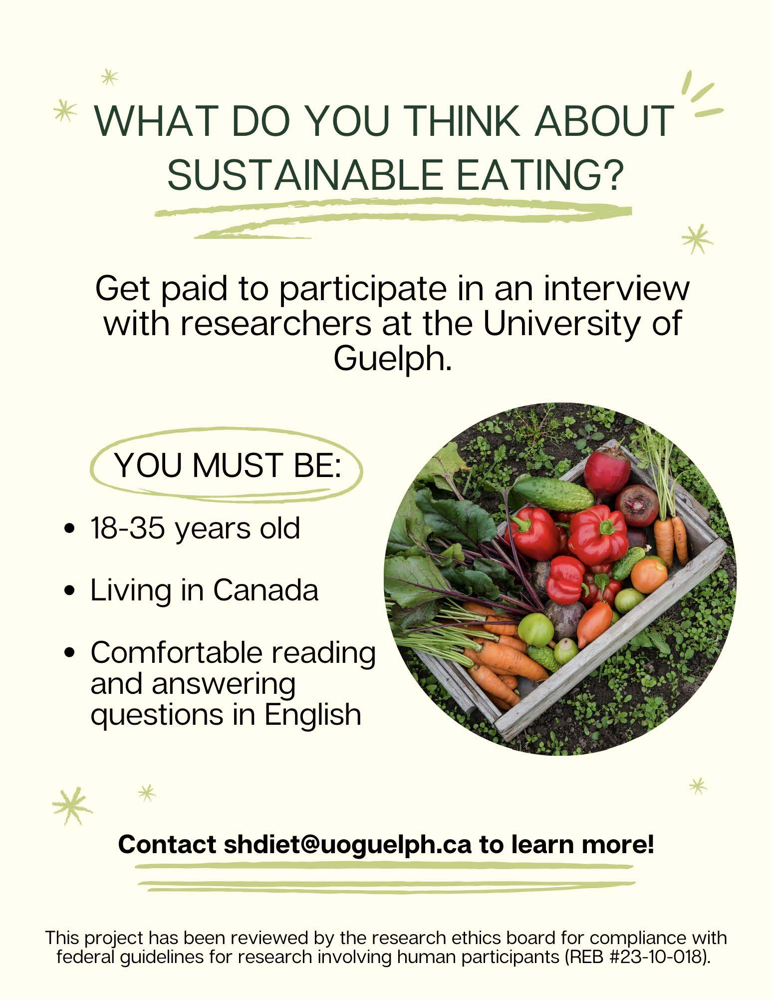 WHAT DO YOU THINK ABOUT
SUSTAINABLE EATING?
Get paid to participate in an interview
with researchers at the University of
Guelph.
YOU MUST BE:
• 18-35 years old
• Living in Canada
• Comfortable reading
and answering
questions in English
Contact shdiet@uoguelph.ca to learn more!
This project has been reviewed by the research ethics board for compliance with
federal guidelines for research involving human participants (REB #23-10-018).